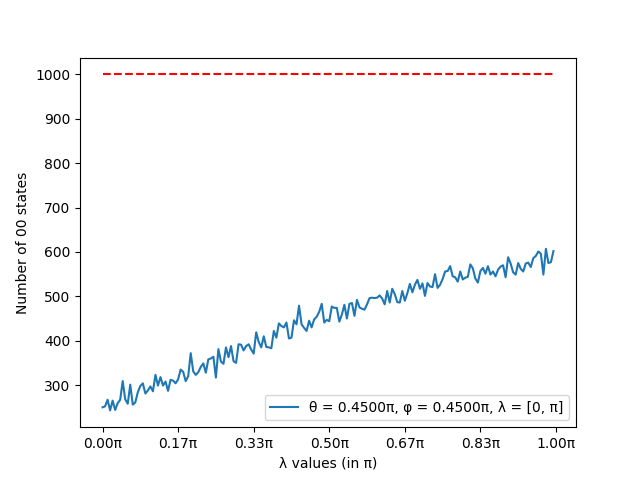 1000
900
800
700
600
500
400
300
Number of 00 states
θ = 0.4500π, φ = 0.4500π, λ = [0, π]
0.00π 0.17π 0.33π 0.50π 0.67π 0.83π 1.00π
λ values (in π)